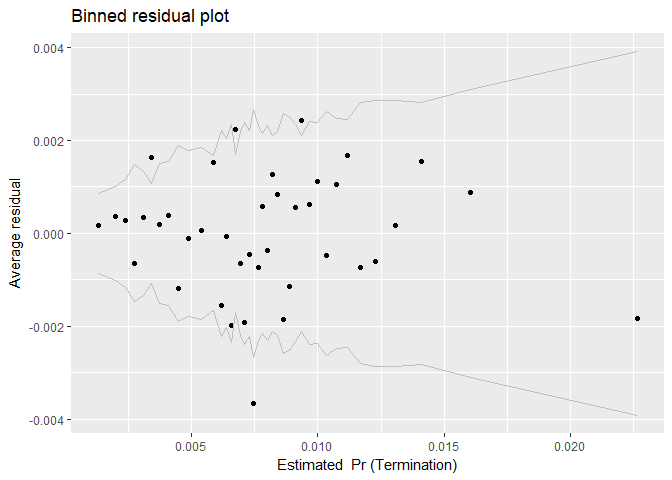 Binned residual plot
0.004
0.002
0.000
-0.002
-0.004
Average residual
0.005 0.010 0.015 0.020
Estimated  Pr (Termination)